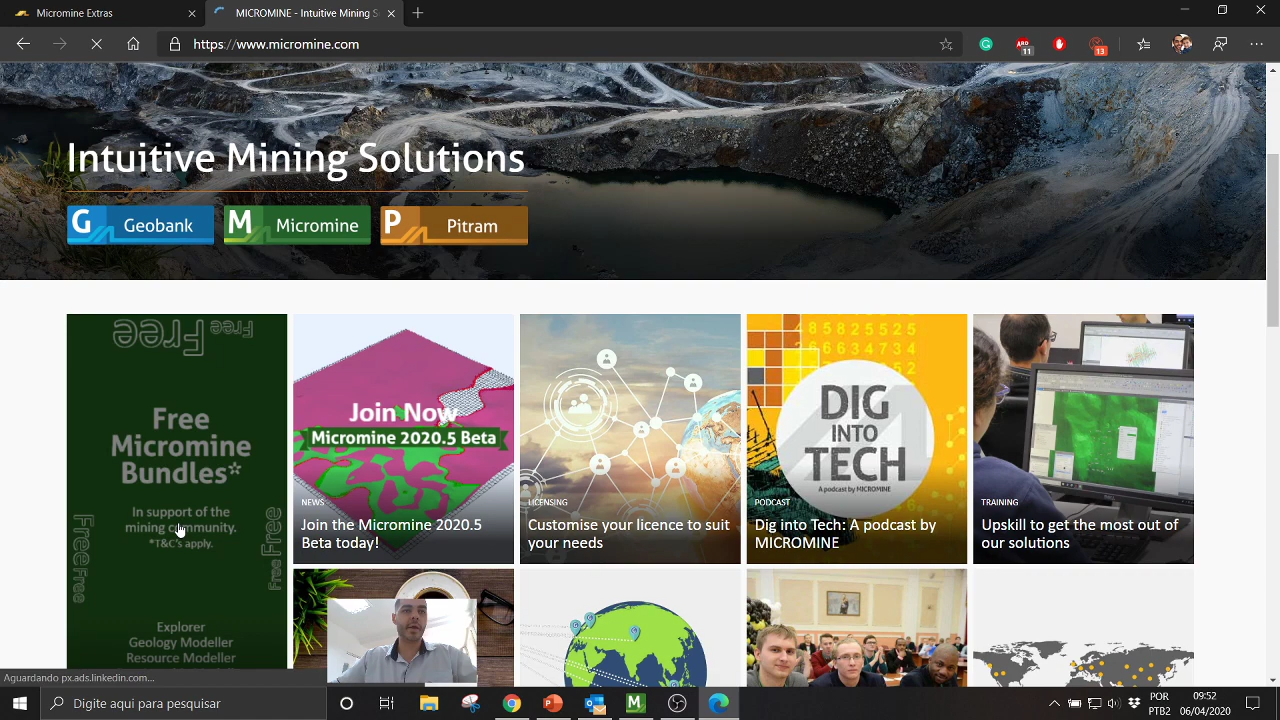 Micromine Extras
MICROMINE - Intuitive Mining S
https://www.micromine.com
11
13
Intuitive Mining Solutions
G Geobank
M Micromine
P Pitram
Free Free
Free
Micromine
Bundles*
In support of the
mining community.
*T&C's apply.
Free Free
Free Free
Explorer
Geology Modeller
Resource Modeller
Join Now
Micromine 2020.5 Beta
NEWS
Join the Micromine 2020.5
Beta today!
LICENSING
Customise your licence to suit
your needs
DIG
INTO
TECH
A podcast by MICROMINE
PODCAST
Dig into Tech: A podcast by
MICROMINE
TRAINING
Upskill to get the most out of
our solutions
Aguardando px.ads.linkedin.com...
Digite aqui para pesquisar
POR
PTB2
09:52
06/04/2020